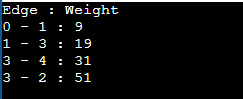 Edge : Weight
0 - 1 : 9
1 - 3 : 19
3 - 4 : 31
3 - 2 : 51